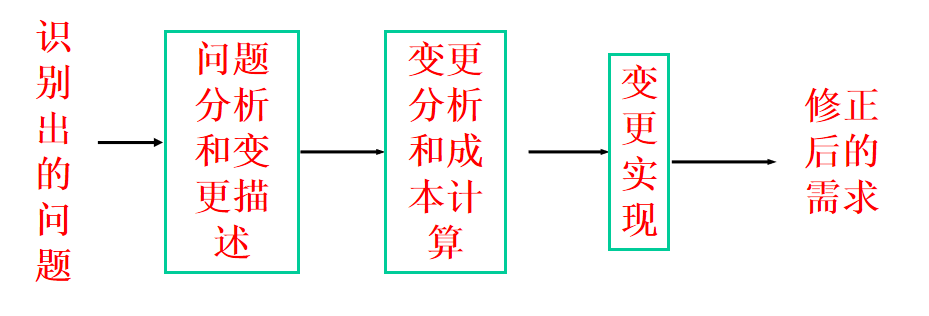 识
别
出
的
问
题
问题
分析
和变
更描
述
变更
分析
和成
本计
算
变
更
实
现
修正
后的
需求